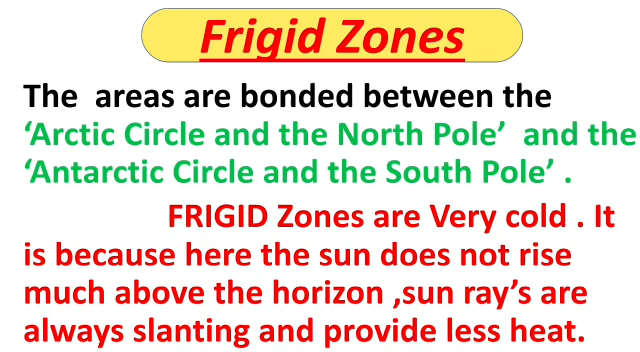 Frigid Zones
The areas are bonded between the
‘Arctic Circle and the North Pole’ and the
‘Antarctic Circle and the South Pole’ .
FRIGID Zones are Very cold . It
is because here the sun does not rise
much above the horizon ,sun ray’s are
always slanting and provide less heat.